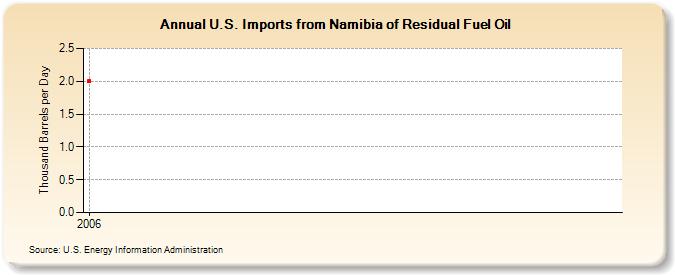 Annual U.S. Imports from Namibia of Residual Fuel Oil
Thousand Barrels per Day
2.5
2.0
1.5
1.0
0.5
0.0
2006
Source: U.S. Energy Information Administration